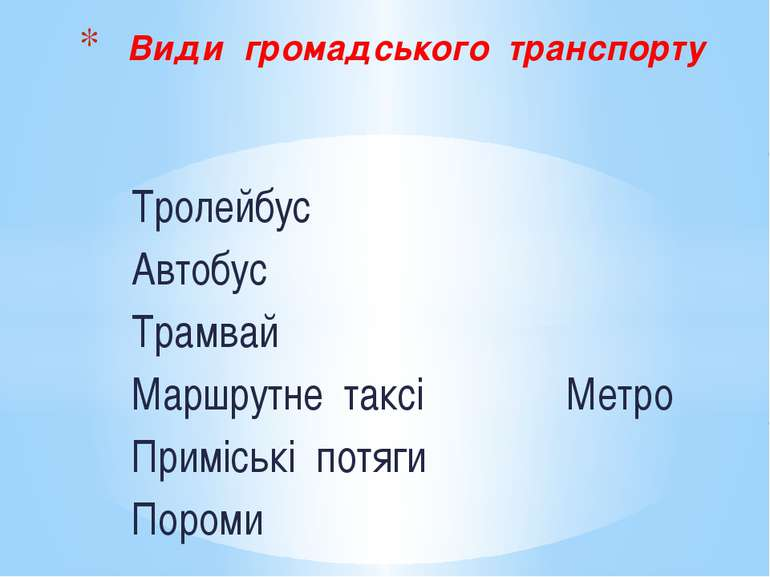 * Види громадського транспорту
Тролейбус
Автобус
Трамвай
Маршрутне таксі Метро
Приміські потяги
Пороми